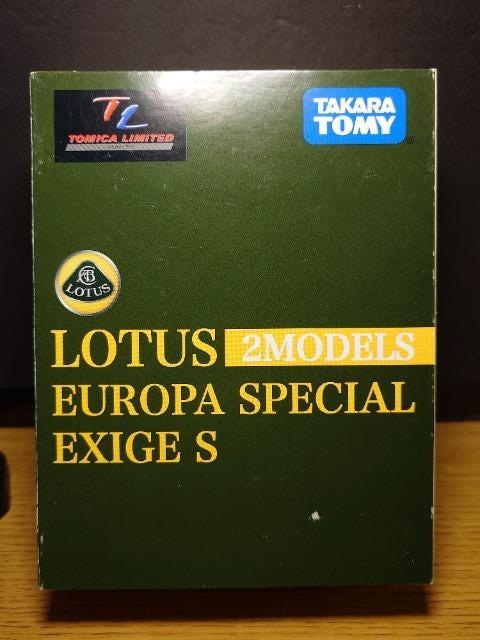 TL
TOMICA LIMITED
TAKARA
TOMY
LOTUS
LOTUS 2MODELS
EUROPA SPECIAL
EXIGE S